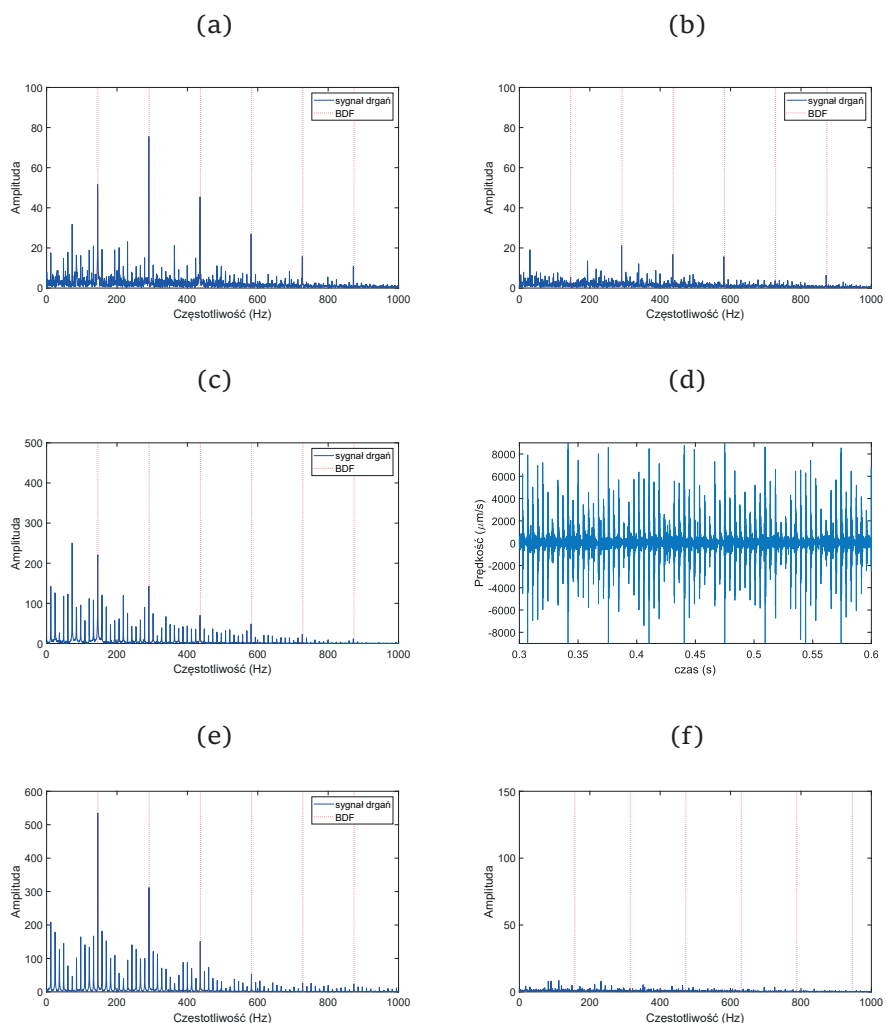 (a)
100
80
60
40
20
0
0 200 400 600 800 1000
Amplituda
Częstotliwość (Hz)
sygnał drgań
BDF
(b)
100
80
60
40
20
0
0 200 400 600 800 1000
Amplituda
Częstotliwość (Hz)
sygnał drgań
BDF
(c)
500
400
300
200
100
0
0 200 400 600 800 1000
Amplituda
Częstotliwość (Hz)
sygnał drgań
BDF
(d)
8000
6000
4000
2000
0
-2000
-4000
-6000
-8000
0.3 0.35 0.4 0.45 0.5 0.55 0.6
Prędkość (μm/s)
czas (s)
(e)
600
500
400
300
200
100
0
0 200 400 600 800 1000
Amplituda
Częstotliwość (Hz)
sygnał drgań
BDF
(f)
150
100
50
0
0 200 400 600 800 1000
Amplituda
Częstotliwość (Hz)